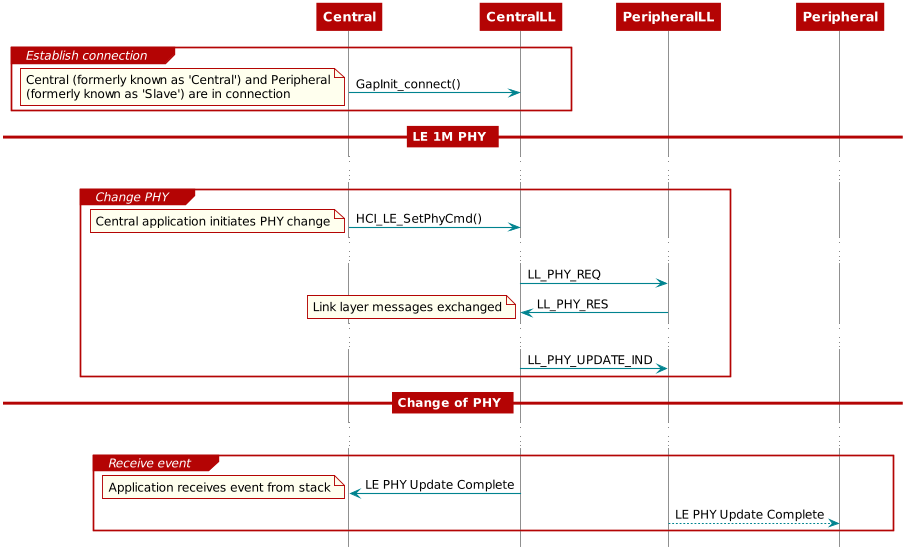 Central CentralLL PeripheralLL Peripheral
Establish connection
Central (formerly known as 'Central') and Peripheral
(formerly known as 'Slave') are in connection
GapInit_connect()
LE 1M PHY
Change PHY
Central application initiates PHY change
HCI_LE_SetPhyCmd()
LL_PHY_REQ
Link layer messages exchanged
LL_PHY_RES
LL_PHY_UPDATE_IND
Change of PHY
Receive event
Application receives event from stack
LE PHY Update Complete
LE PHY Update Complete